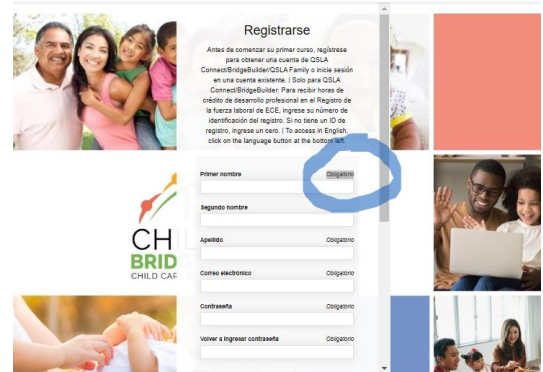 Registrarse
Antes de comenzar su primer curso, regístrese
para obtener una cuenta de QSLA
Connect/BridgeBuilder/QSLA Family o inicie sesión
en una cuenta existente. | Solo para QSLA
Connect/BridgeBuilder: Para recibir horas de
crédito de desarrollo profesional en el Registro de
la fuerza laboral de ECE, ingrese su número de
identificación del registro. Si no tiene un ID de
registro, ingrese un cero. | To access in English,
click on the language button at the bottom left.
Primer nombre Obligatorio
Segundo nombre
Apellido Obligatorio
CH
BRID
CHILD CAR
Correo electrónico Obligatorio
Contraseña Obligatorio
Volver a ingresar contraseña Obligatorio